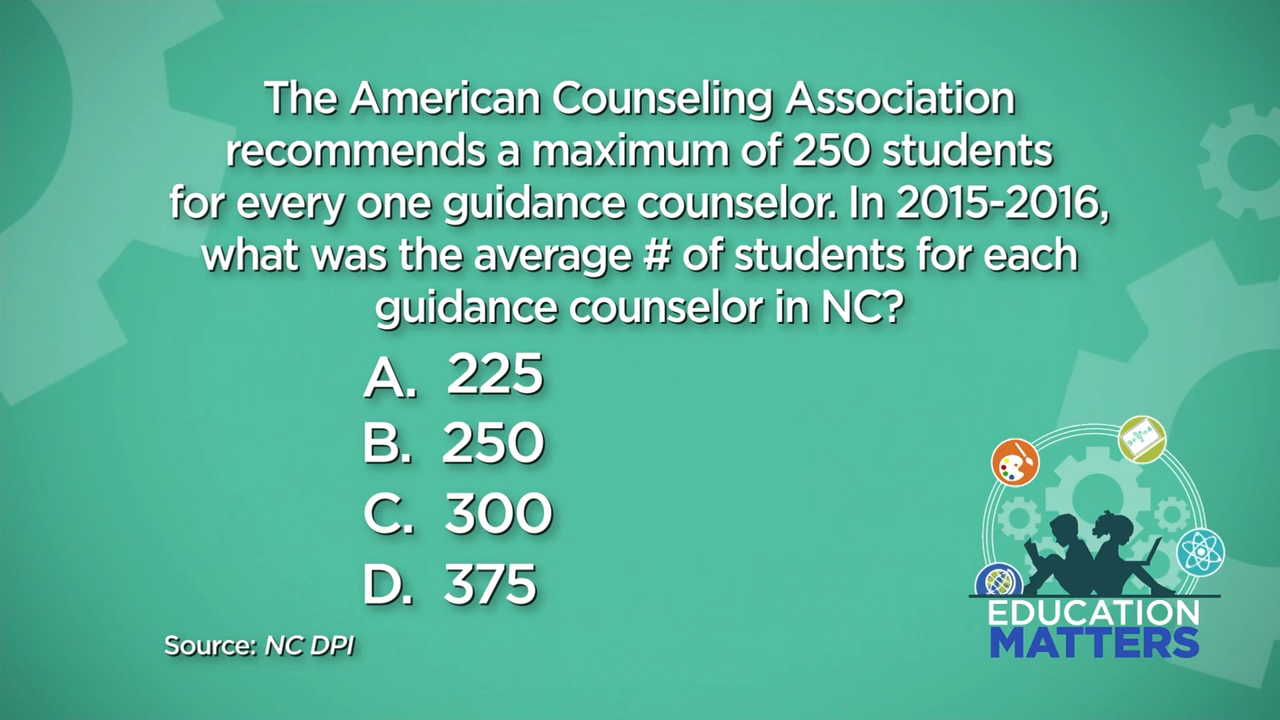 The American Counseling Association
recommends a maximum of 250 students
for every one guidance counselor. In 2015-2016,
what was the average # of students for each
guidance counselor in NC?
A. 225
B. 250
C. 300
D. 375
Source: NC DPI
EDUCATION
MATTERS